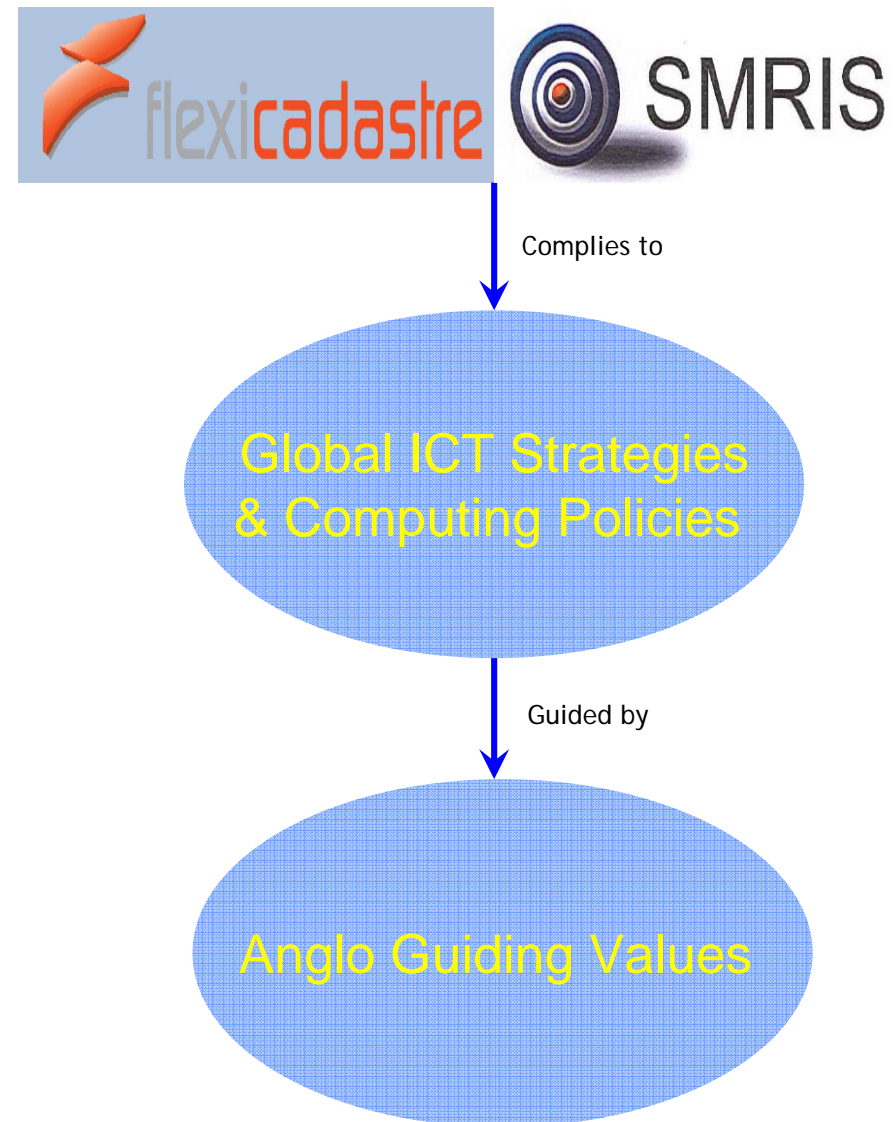 flexicadastre
SMRIS
Complies to
Global ICT Strategies
& Computing Policies
Guided by
Anglo Guiding Values